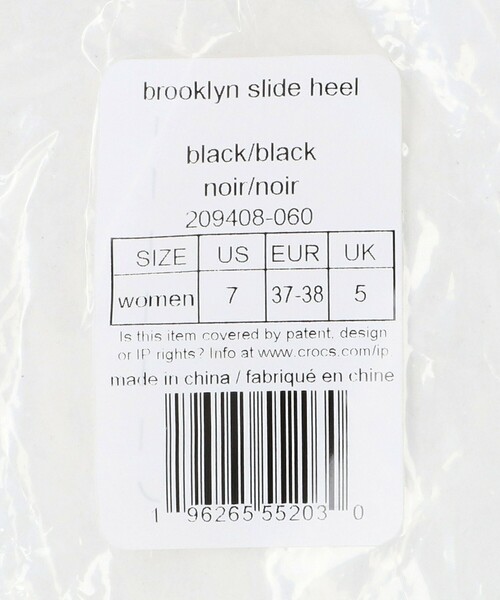 brooklyn slide heel
black/black
noir/noir
209408-060
SIZE US EUR UK
women 7 37-38 5
Is this item covered by patent, design
or IP rights? Info at www.crocs.com/ip
made in china / fabriqué en chine
1 96265 55203 0